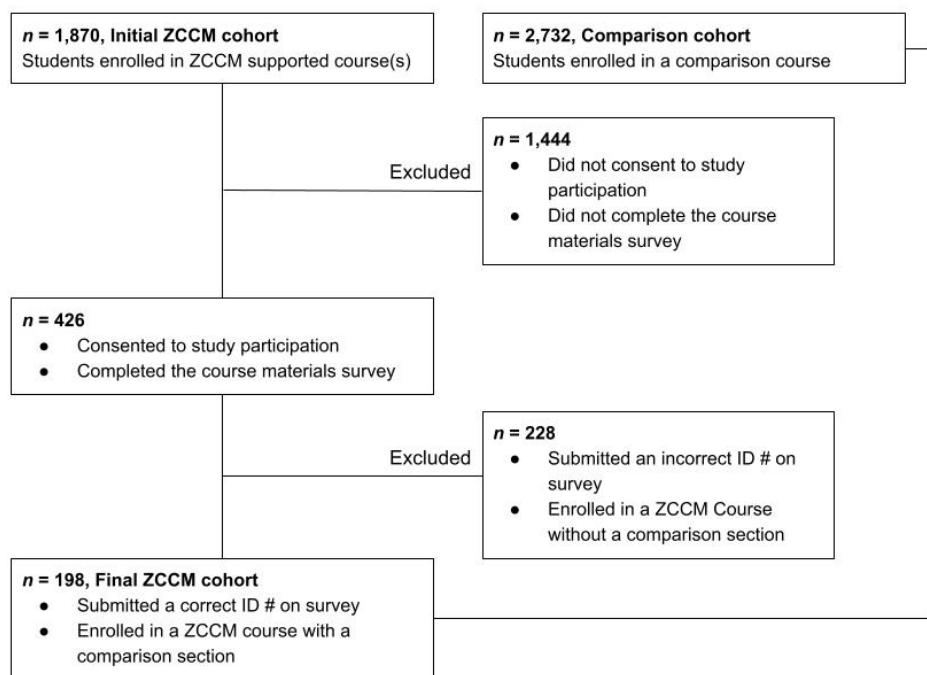 n = 1,870, Initial ZCCM cohort
Students enrolled in ZCCM supported course(s)
n = 2,732, Comparison cohort
Students enrolled in a comparison course
Excluded
n = 1,444
● Did not consent to study
participation
● Did not complete the course
materials survey
n = 426
● Consented to study participation
● Completed the course materials survey
Excluded
n = 228
● Submitted an incorrect ID # on
survey
● Enrolled in a ZCCM Course
without a comparison section
n = 198, Final ZCCM cohort
● Submitted a correct ID # on survey
● Enrolled in a ZCCM course with a
comparison section